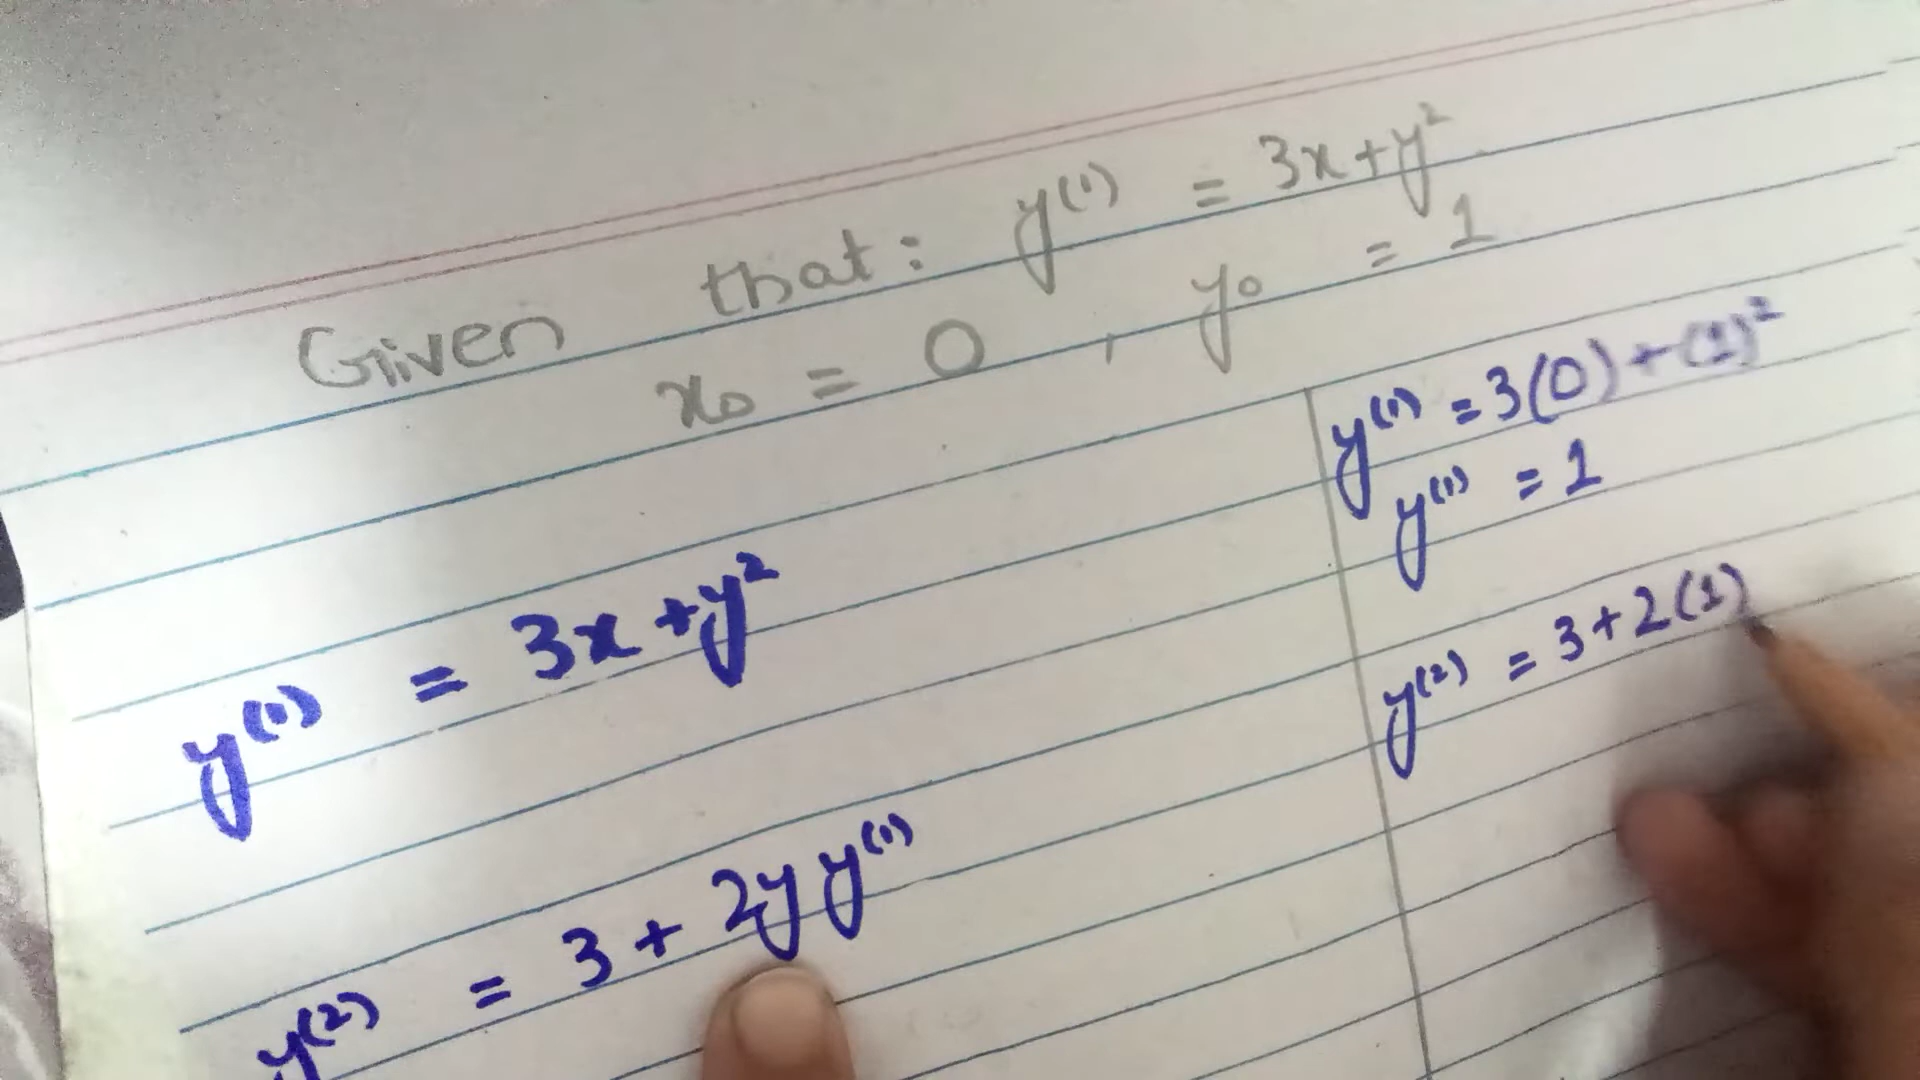 Given that: y⁽¹⁾ = 3x+y²
x₀ = 0 , y₀ = 1
y⁽¹⁾ = 3x+y²
y⁽²⁾ = 3 + 2y y⁽¹⁾
y⁽¹⁾ = 3(0) + (1)²
y⁽¹⁾ = 1
y⁽²⁾ = 3+2(1)